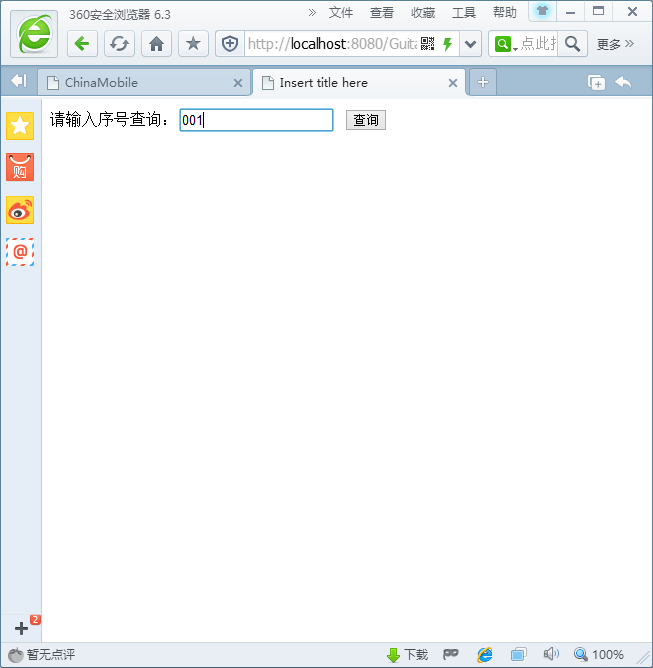 360安全浏览器 6.3
» 文件 查看 收藏 工具 帮助
http://localhost:8080/Guita
点此
更多 »
ChinaMobile
Insert title here
请输入序号查询： 001 查询
购
@
2
暂无点评
下载
100%